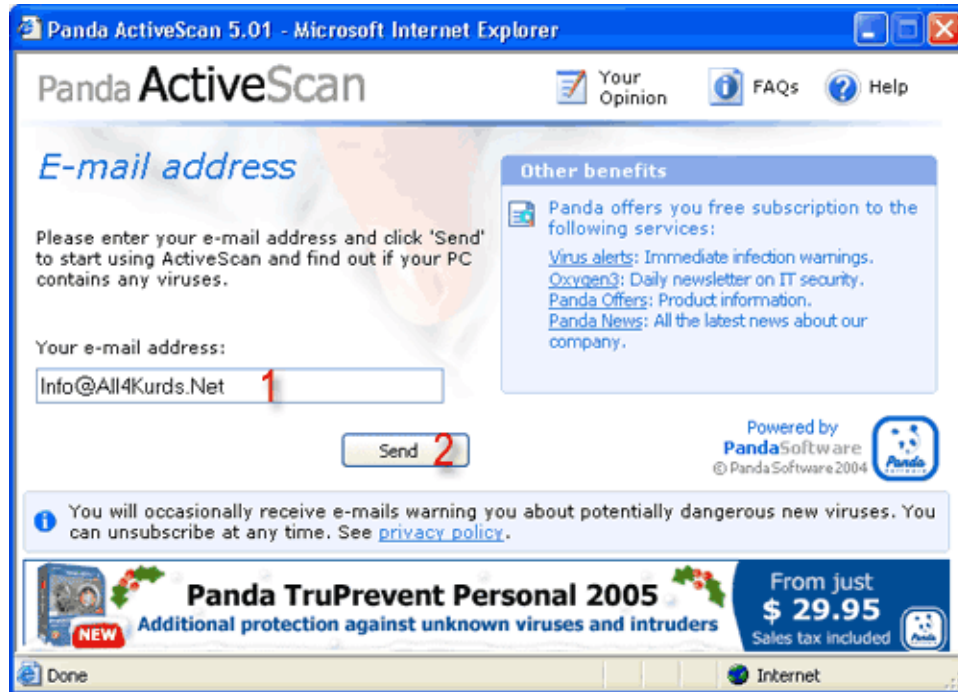 Panda ActiveScan 5.01 - Microsoft Internet Explorer
Panda ActiveScan
Your
Opinion
FAQs
Help
E-mail address
Please enter your e-mail address and click 'Send'
to start using ActiveScan and find out if your PC
contains any viruses.
Your e-mail address:
Info@All4Kurds.Net 1
Send 2
Other benefits
Panda offers you free subscription to the
following services:
Virus alerts: Immediate infection warnings.
Oxygen3: Daily newsletter on IT security.
Panda Offers: Product information.
Panda News: All the latest news about our
company.
Powered by
PandaSoftware
© Panda Software 2004
Panda
Software
You will occasionally receive e-mails warning you about potentially dangerous new viruses. You
can unsubscribe at any time. See privacy policy.
NEW
Panda TruPrevent Personal 2005
Additional protection against unknown viruses and intruders
From just
$ 29.95
Sales tax included
Panda
Done
Internet